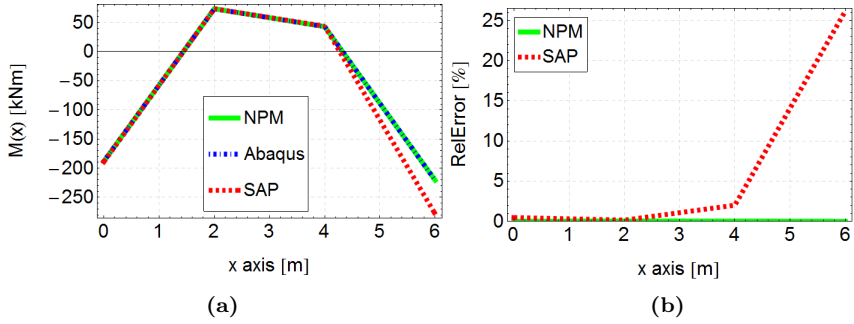 50
0
−50
−100
−150
−200
−250
M(x) [kNm]
NPM
Abaqus
SAP
0 1 2 3 4 5 6
x axis [m]
(a)
25
20
15
10
5
0
RelError [%]
NPM
SAP
0 1 2 3 4 5 6
x axis [m]
(b)